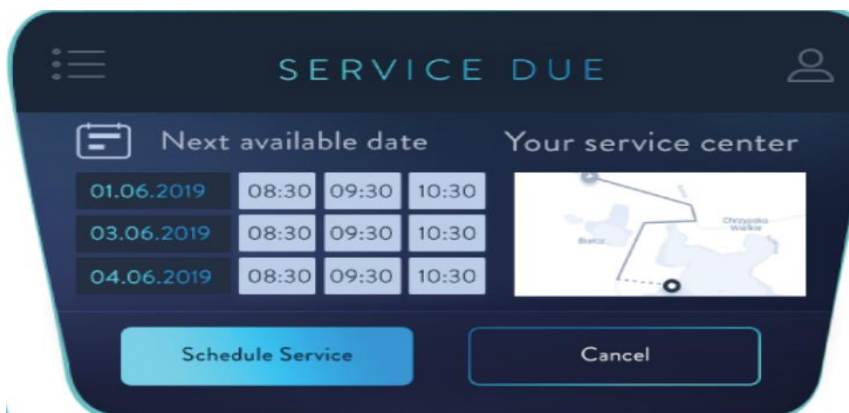 SERVICE DUE
Next available date
Your service center
01.06.2019 08:30 09:30 10:30
03.06.2019 08:30 09:30 10:30
04.06.2019 08:30 09:30 10:30
Chrzypsko
Wielkie
Białcz
Schedule Service
Cancel